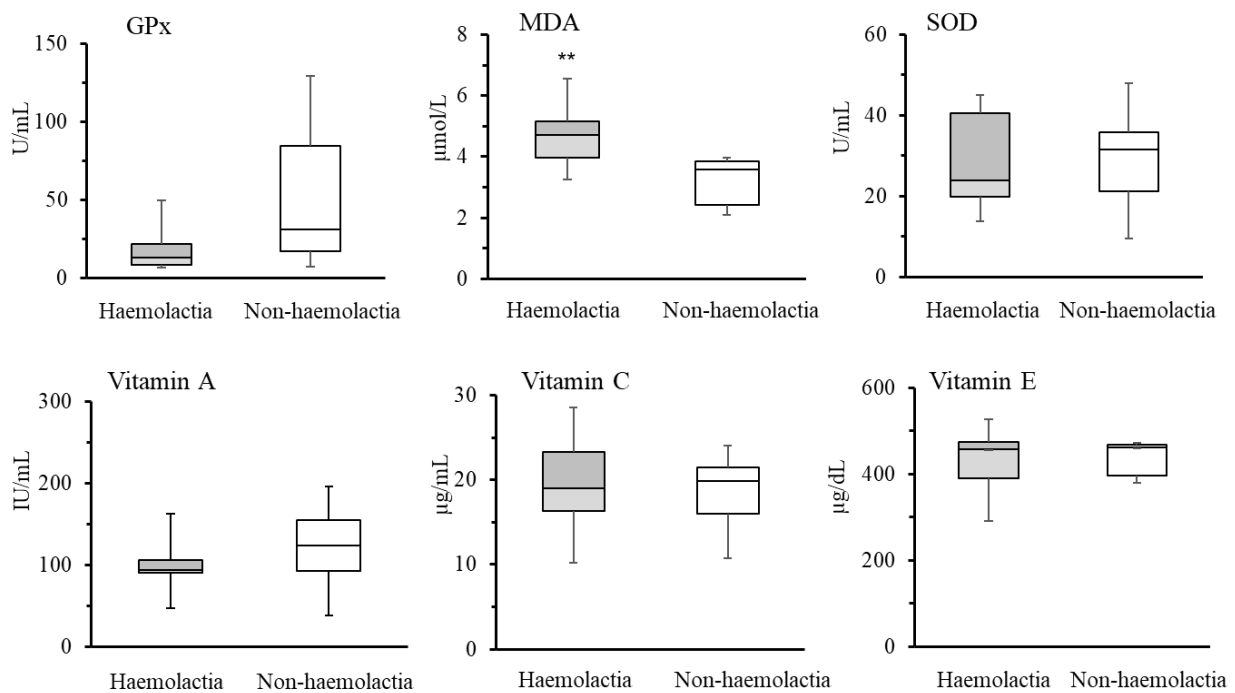 GPx
150
100
50
0
U/mL
Haemolactia
Non-haemolactia
MDA
**
8
6
4
2
0
µmol/L
Haemolactia
Non-haemolactia
SOD
60
40
20
0
U/mL
Haemolactia
Non-haemolactia
Vitamin A
300
200
100
0
IU/mL
Haemolactia
Non-haemolactia
Vitamin C
30
20
10
0
µg/mL
Haemolactia
Non-haemolactia
Vitamin E
600
400
200
0
µg/dL
Haemolactia
Non-haemolactia